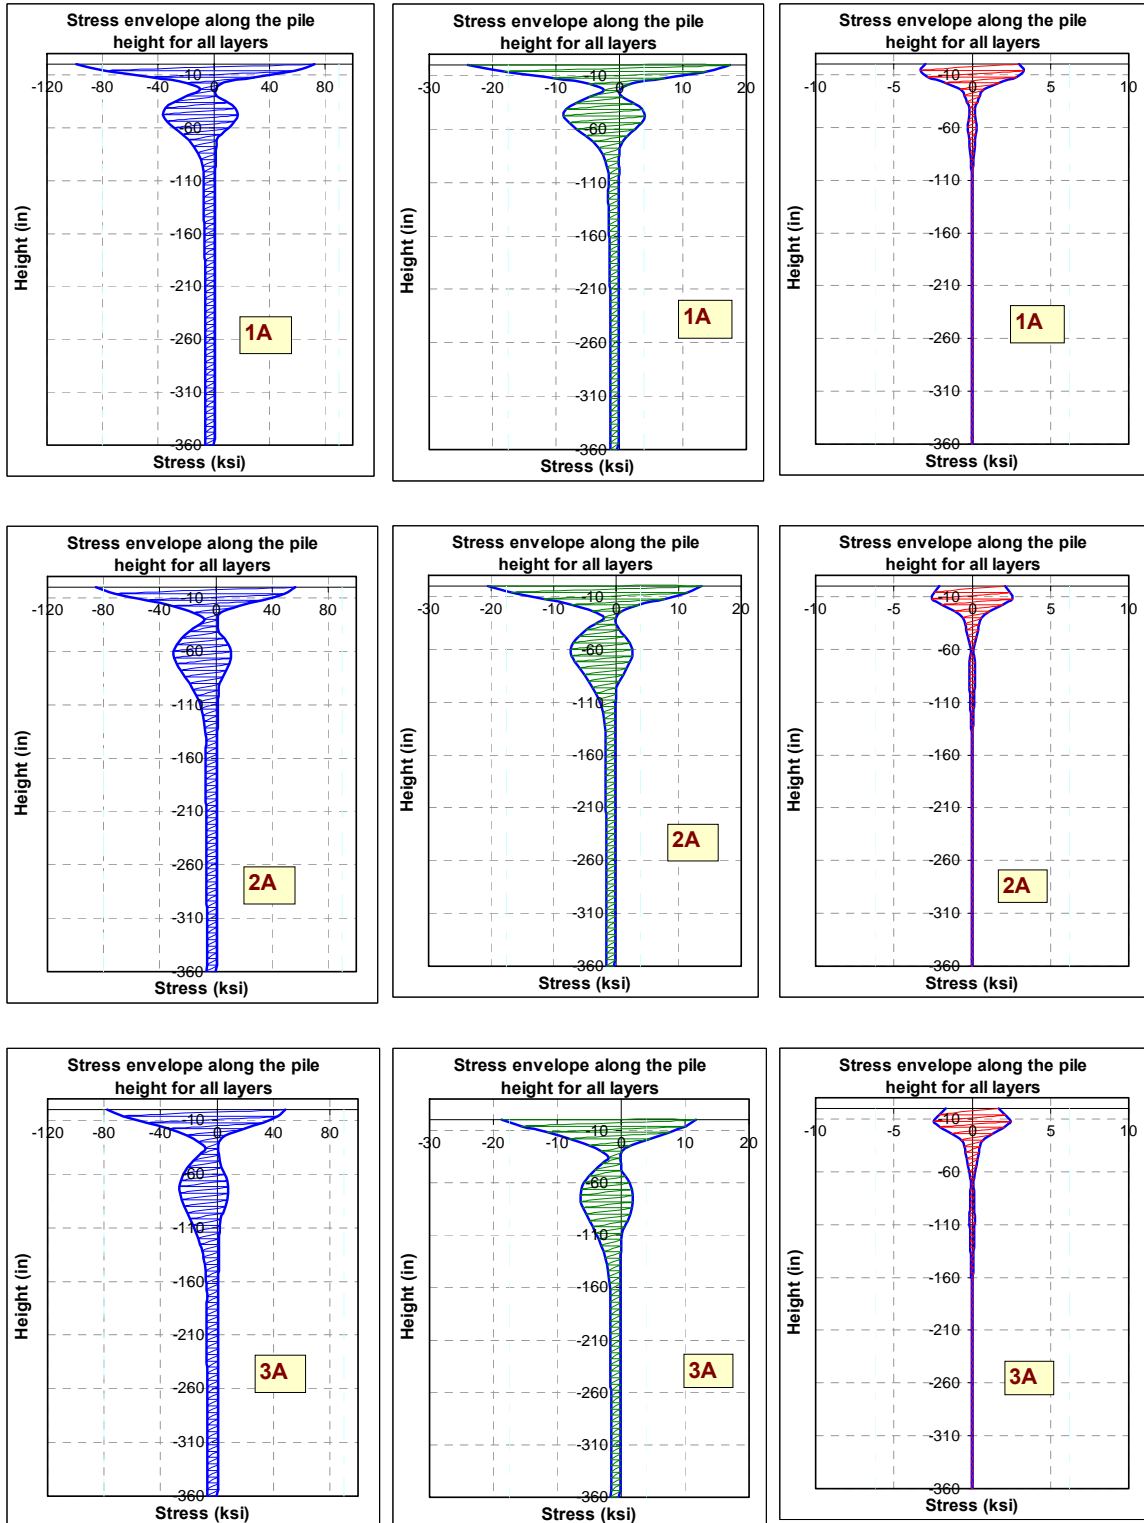 Stress envelope along the pile
height for all layers
-120 -80 -40 0 40 80
-10
-60
-110
-160
-210
-260
-310
-360
Height (in)
1A
Stress (ksi)
Stress envelope along the pile
height for all layers
-30 -20 -10 0 10 20
-10
-60
-110
-160
-210
-260
-310
-360
Height (in)
1A
Stress (ksi)
Stress envelope along the pile
height for all layers
-10 -5 0 5 10
-10
-60
-110
-160
-210
-260
-310
-360
Height (in)
1A
Stress (ksi)
Stress envelope along the pile
height for all layers
-120 -80 -40 0 40 80
-10
-60
-110
-160
-210
-260
-310
-360
Height (in)
2A
Stress (ksi)
Stress envelope along the pile
height for all layers
-30 -20 -10 0 10 20
-10
-60
-110
-160
-210
-260
-310
-360
Height (in)
2A
Stress (ksi)
Stress envelope along the pile
height for all layers
-10 -5 0 5 10
-10
-60
-110
-160
-210
-260
-310
-360
Height (in)
2A
Stress (ksi)
Stress envelope along the pile
height for all layers
-120 -80 -40 0 40 80
-10
-60
-110
-160
-210
-260
-310
-360
Height (in)
3A
Stress (ksi)
Stress envelope along the pile
height for all layers
-30 -20 -10 0 10 20
-10
-60
-110
-160
-210
-260
-310
-360
Height (in)
3A
Stress (ksi)
Stress envelope along the pile
height for all layers
-10 -5 0 5 10
-10
-60
-110
-160
-210
-260
-310
-360
Height (in)
3A
Stress (ksi)